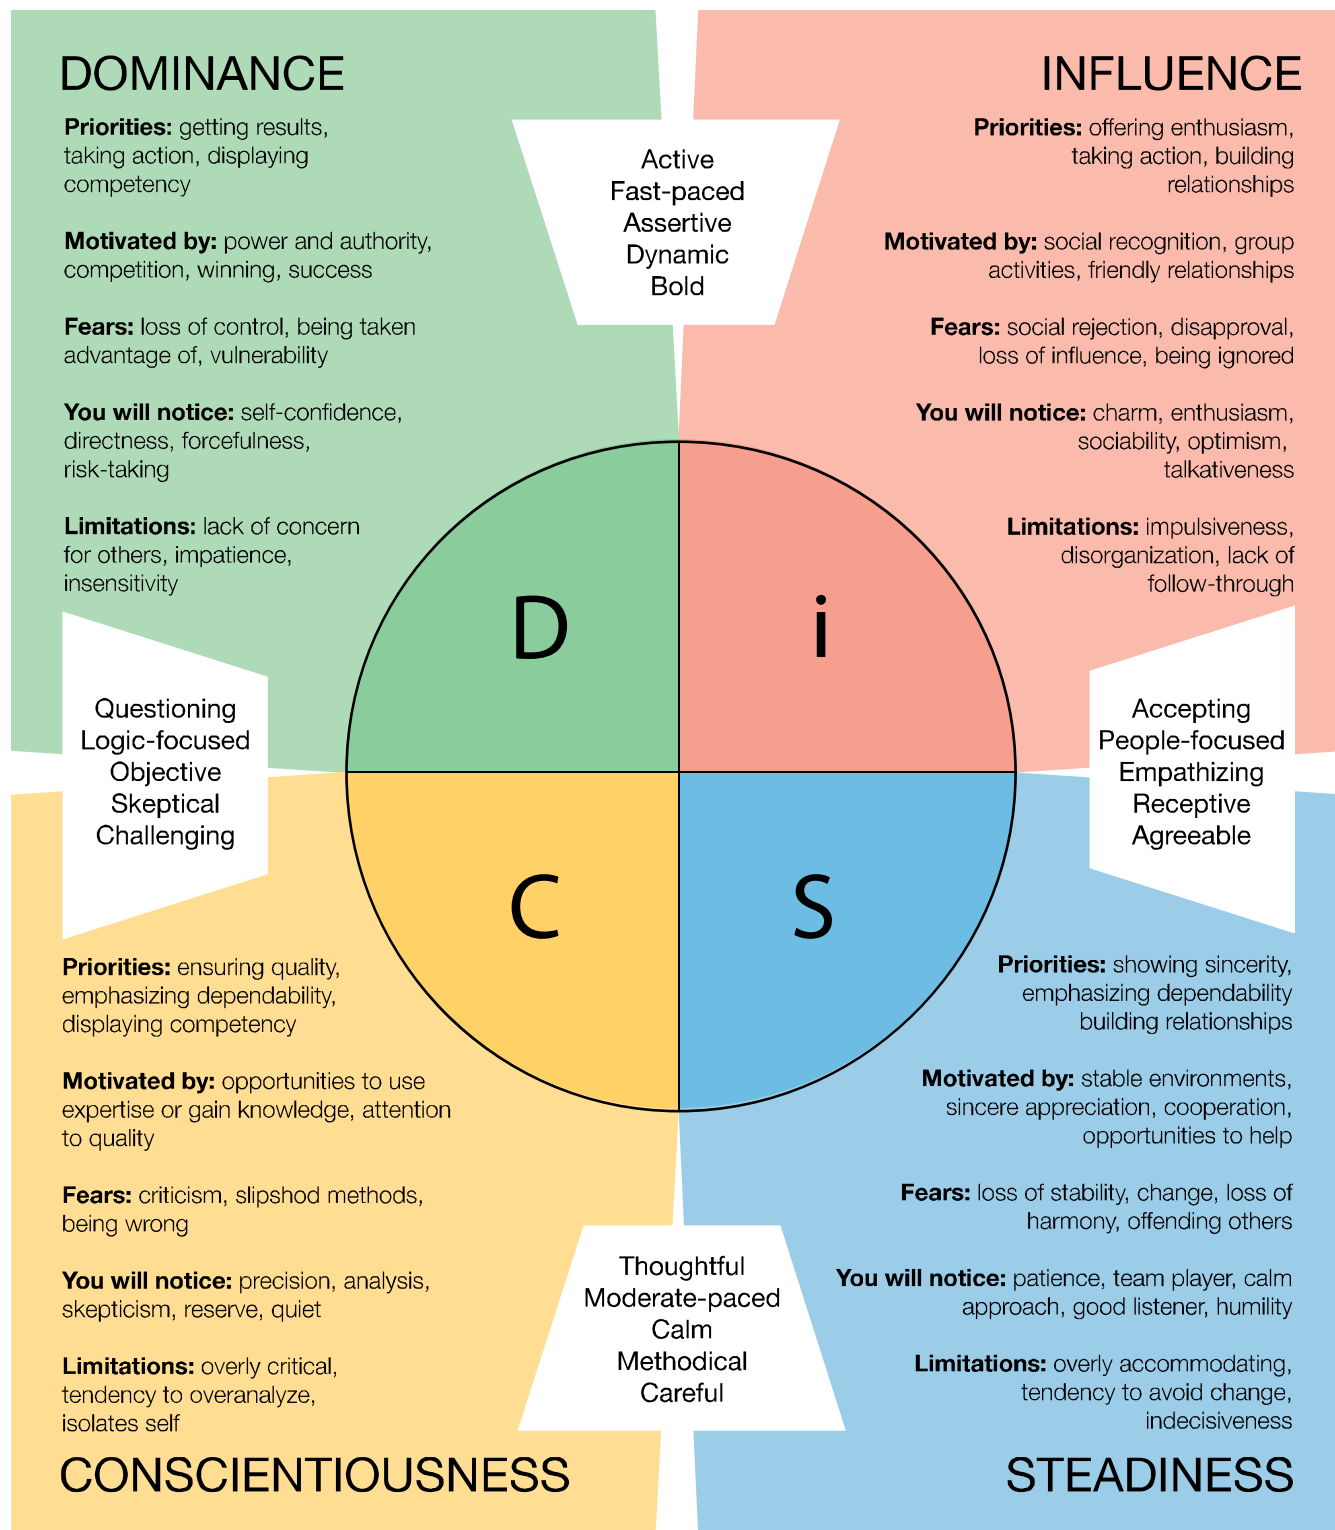 DOMINANCE
Priorities: getting results,
taking action, displaying
competency
Motivated by: power and authority,
competition, winning, success
Fears: loss of control, being taken
advantage of, vulnerability
You will notice: self-confidence,
directness, forcefulness,
risk-taking
Limitations: lack of concern
for others, impatience,
insensitivity
Active
Fast-paced
Assertive
Dynamic
Bold
INFLUENCE
Priorities: offering enthusiasm,
taking action, building
relationships
Motivated by: social recognition, group
activities, friendly relationships
Fears: social rejection, disapproval,
loss of influence, being ignored
You will notice: charm, enthusiasm,
sociability, optimism,
talkativeness
Limitations: impulsiveness,
disorganization, lack of
follow-through
D
i
Questioning
Logic-focused
Objective
Skeptical
Challenging
Accepting
People-focused
Empathizing
Receptive
Agreeable
C
S
Priorities: ensuring quality,
emphasizing dependability,
displaying competency
Motivated by: opportunities to use
expertise or gain knowledge, attention
to quality
Fears: criticism, slipshod methods,
being wrong
You will notice: precision, analysis,
skepticism, reserve, quiet
Limitations: overly critical,
tendency to overanalyze,
isolates self
CONSCIENTIOUSNESS
Thoughtful
Moderate-paced
Calm
Methodical
Careful
Priorities: showing sincerity,
emphasizing dependability
building relationships
Motivated by: stable environments,
sincere appreciation, cooperation,
opportunities to help
Fears: loss of stability, change, loss of
harmony, offending others
You will notice: patience, team player, calm
approach, good listener, humility
Limitations: overly accommodating,
tendency to avoid change,
indecisiveness
STEADINESS